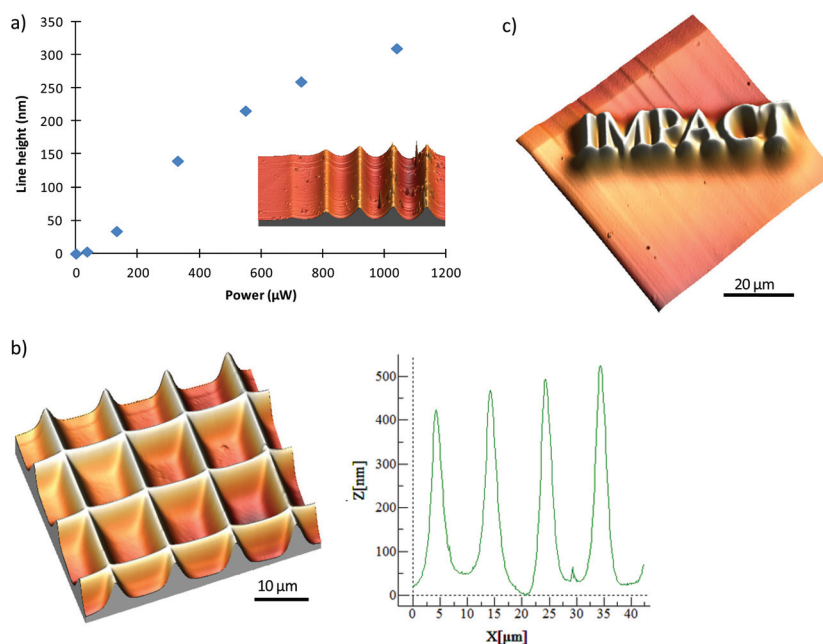 a)
350
300
250
200
150
100
50
0
Line height (nm)
0 200 400 600 800 1000 1200
Power (µW)
c)
IMPACT
20 µm
b)
10 µm
500
400
300
200
100
0
Z[nm]
0 5 10 15 20 25 30 35 40
X[µm]